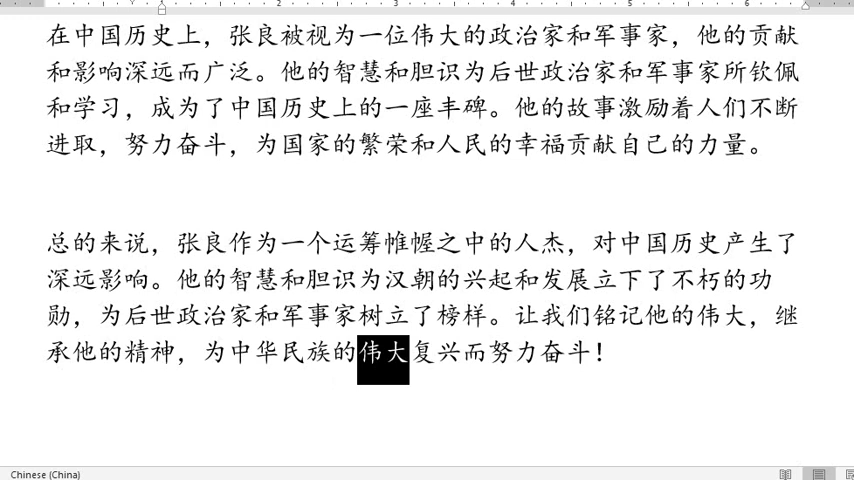 2 3 4 5 6
在中国历史上，张良被视为一位伟大的政治家和军事家，他的贡献
和影响深远而广泛。他的智慧和胆识为后世政治家和军事家所钦佩
和学习，成为了中国历史上的一座丰碑。他的故事激励着人们不断
进取，努力奋斗，为国家的繁荣和人民的幸福贡献自己的力量。
总的来说，张良作为一个运筹帷幄之中的人杰，对中国历史产生了
深远影响。他的智慧和胆识为汉朝的兴起和发展立下了不朽的功
勋，为后世政治家和军事家树立了榜样。让我们铭记他的伟大，继
承他的精神，为中华民族的伟大复兴而努力奋斗！
Chinese (China)